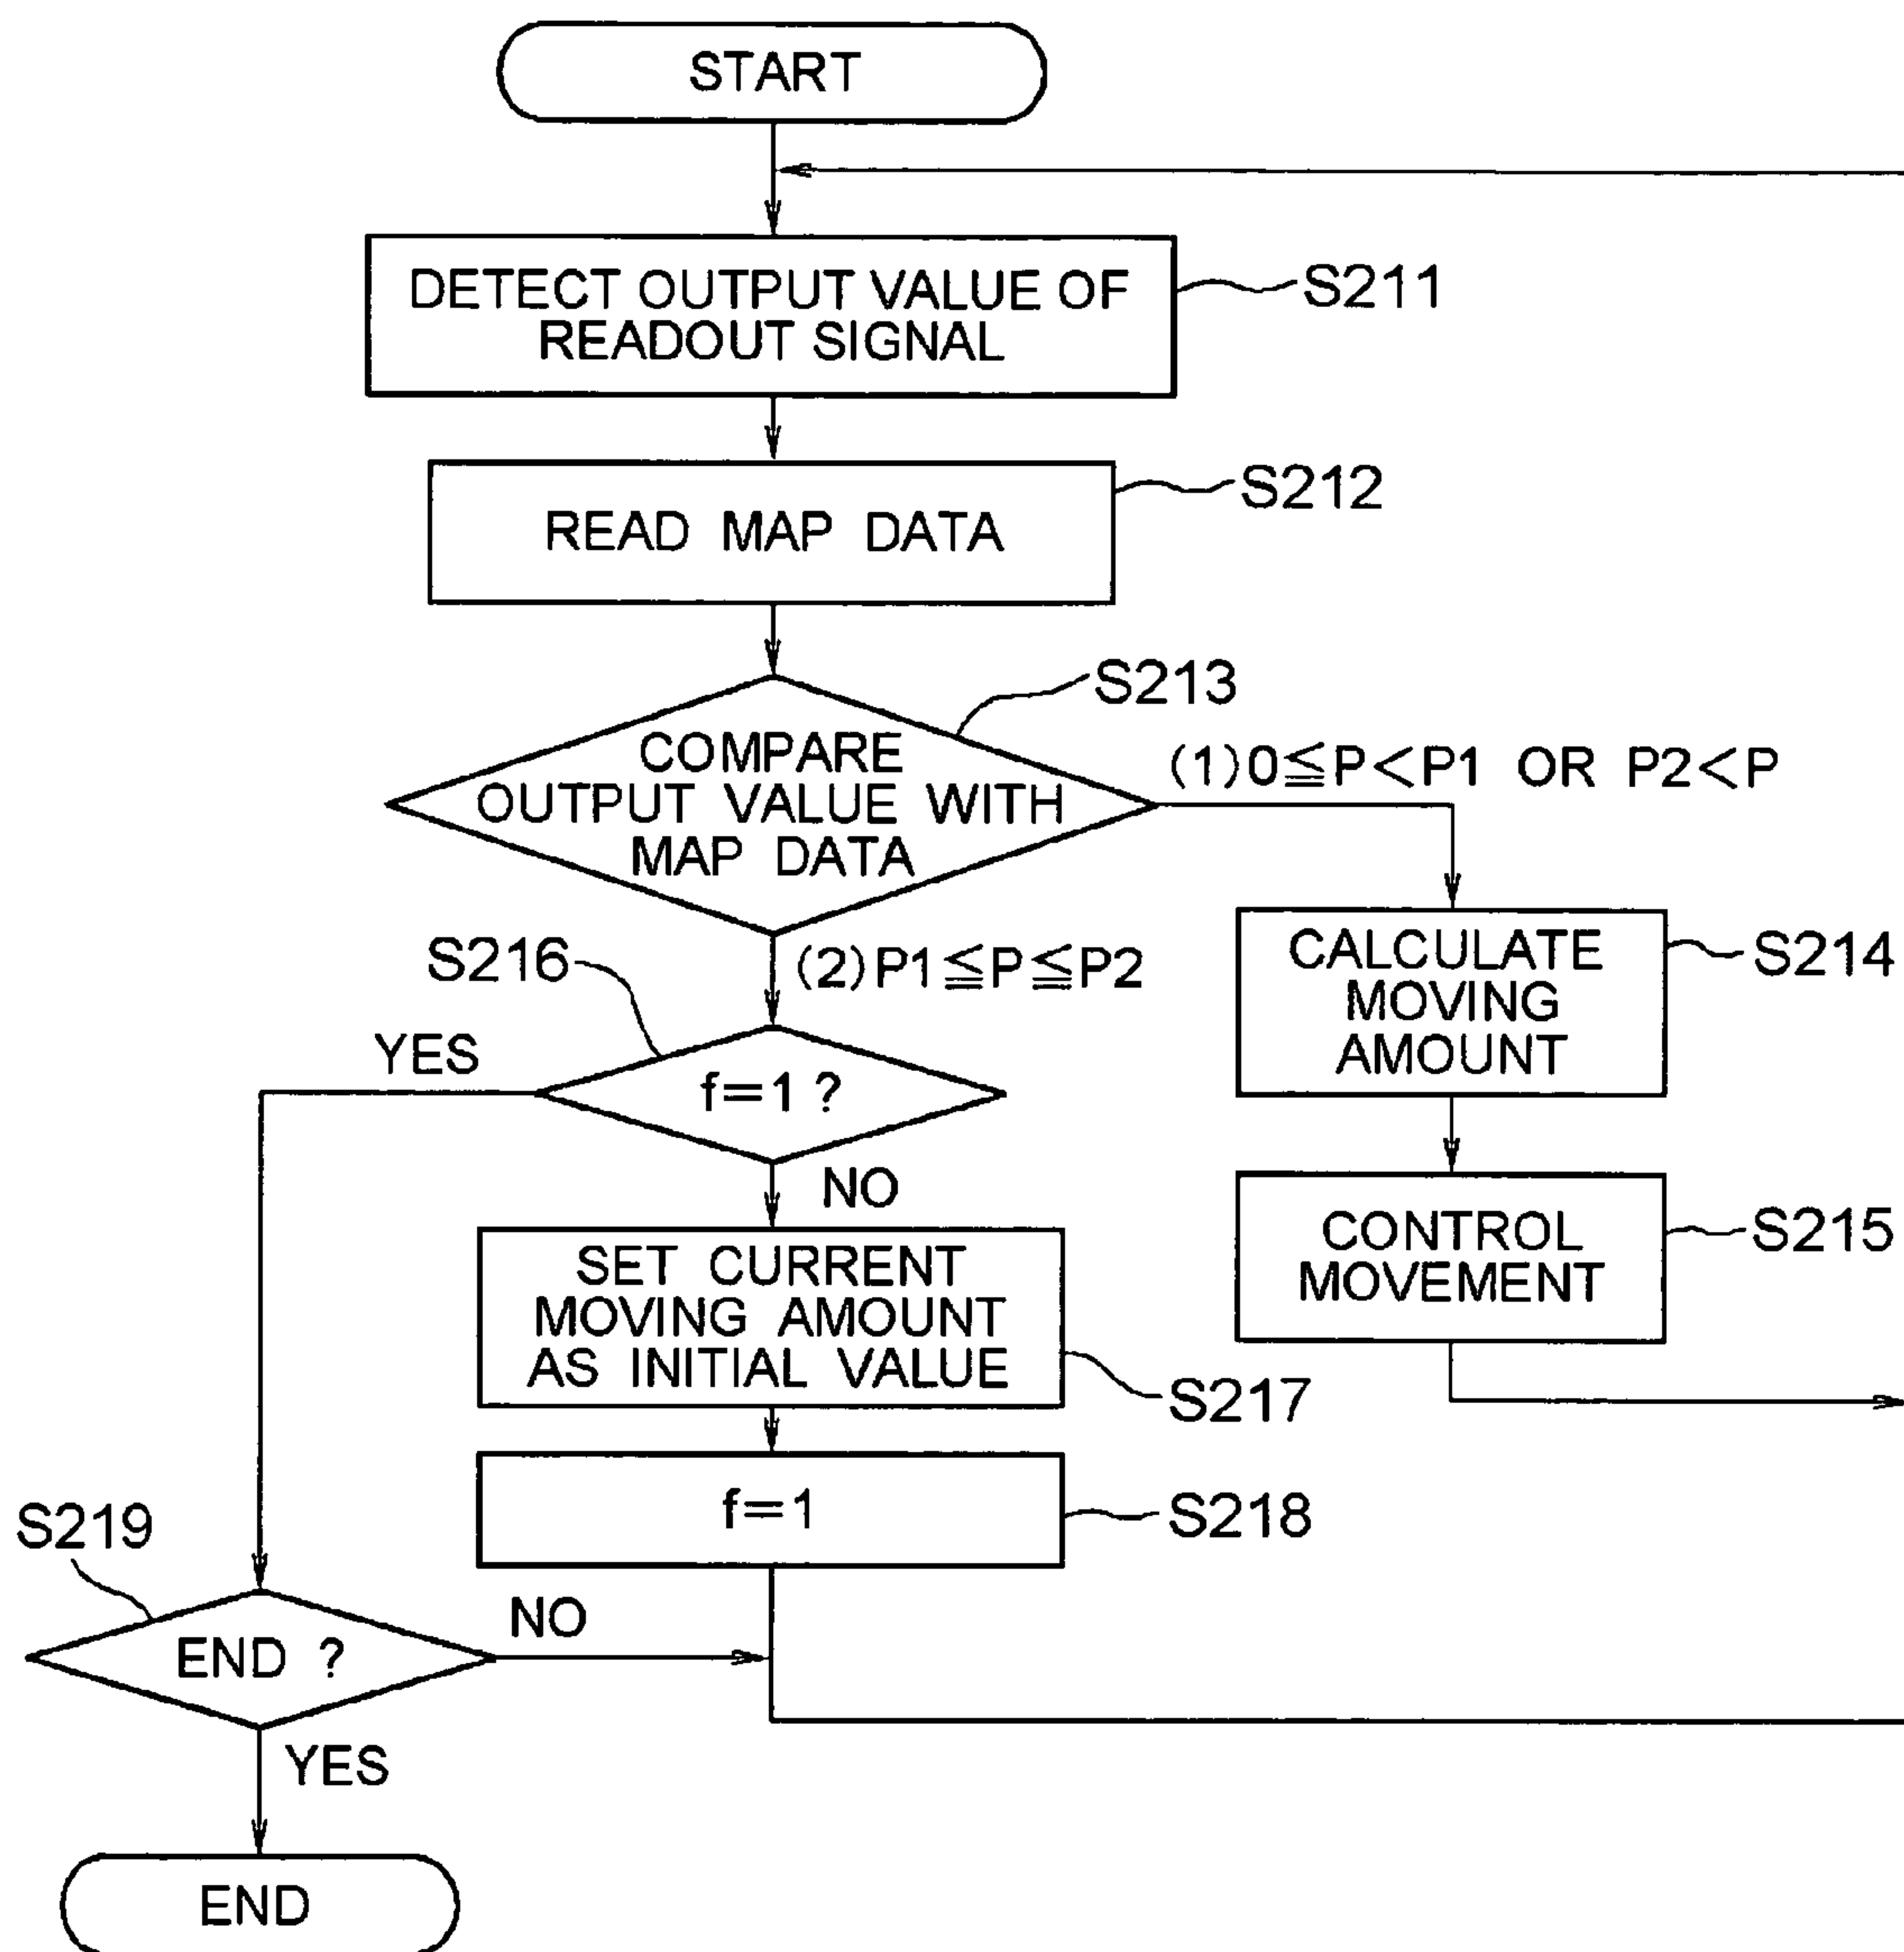 START
DETECT OUTPUT VALUE OF
READOUT SIGNAL
S211
READ MAP DATA
S212
S213
COMPARE
OUTPUT VALUE WITH
MAP DATA
(1)0≦P<P1 OR P2<P
S216
(2)P1≦P≦P2
CALCULATE
MOVING
AMOUNT
S214
YES
f=1 ?
NO
CONTROL
MOVEMENT
S215
SET CURRENT
MOVING AMOUNT
AS INITIAL VALUE
S217
f=1
S218
S219
END ?
NO
YES
END